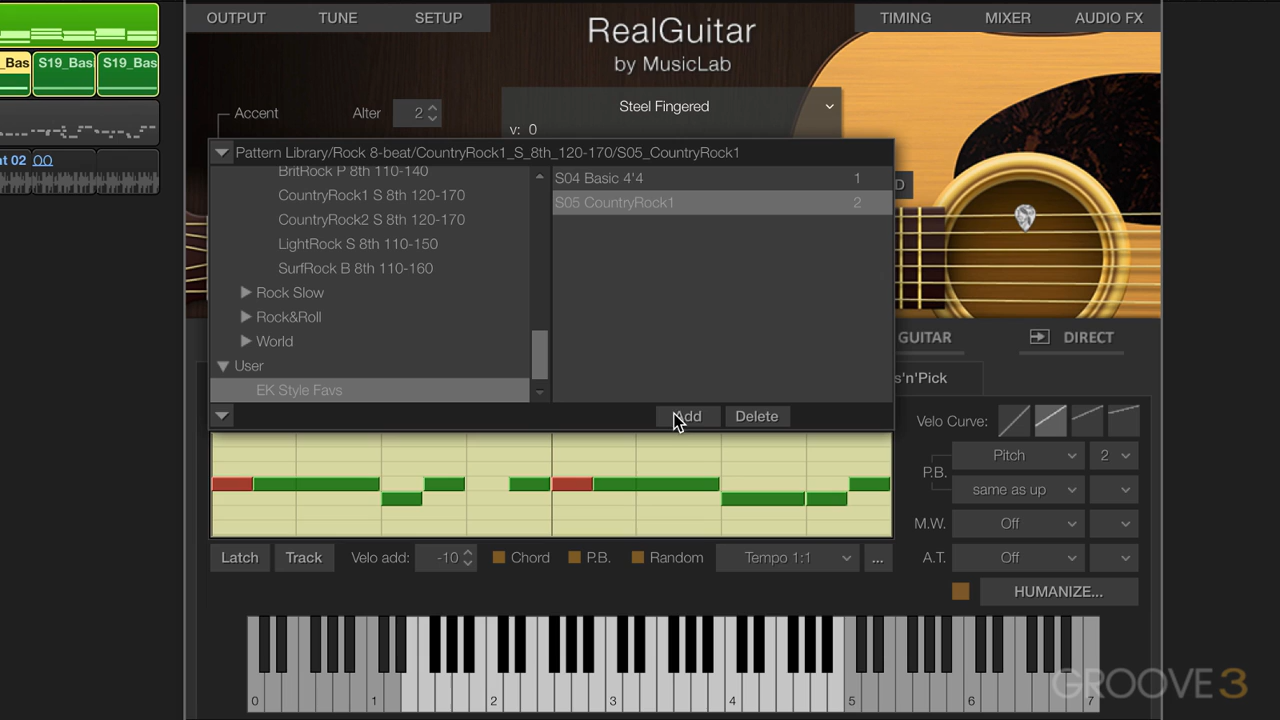 OUTPUT TUNE SETUP
TIMING MIXER AUDIO FX
RealGuitar
by MusicLab
_Bas S19_Basi S19_Bas
Accent Alter 2
Steel Fingered
v: 0
nt 02
Pattern Library/Rock 8-beat/CountryRock1_S_8th_120-170/S05_CountryRock1
BritRock P 8th 110-140
CountryRock1 S 8th 120-170
CountryRock2 S 8th 120-170
LightRock S 8th 110-150
SurfRock B 8th 110-160
Rock Slow
Rock&Roll
World
User
EK Style Favs
S04 Basic 4'4 1
S05 CountryRock1 2
D
Add Delete
GUITAR DIRECT
s'n'Pick
Velo Curve:
P.B. Pitch 2
same as up
M.W. Off
A.T. Off
HUMANIZE...
Latch Track Velo add: -10 Chord P.B. Random Tempo 1:1 ...
0 1 2 3 4 5 6 7
GROOVE3